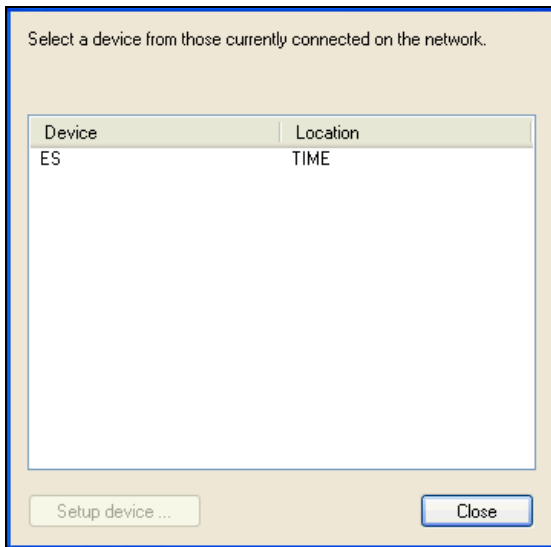 Select a device from those currently connected on the network.
Device Location
ES TIME
Setup device ... Close